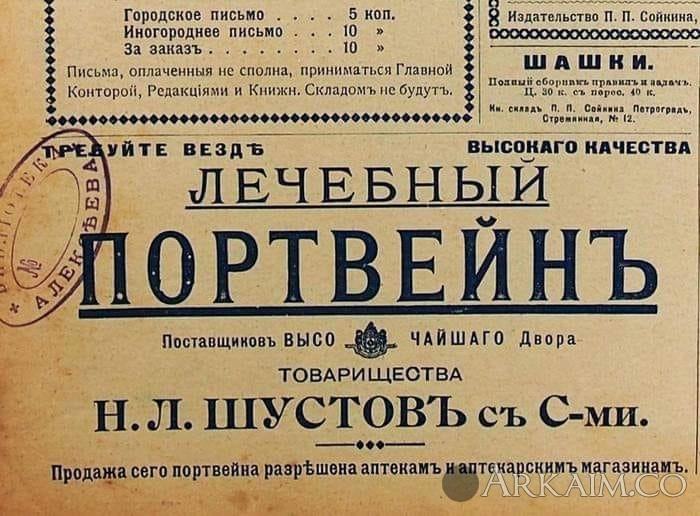 Городское письмо . . . . 5 коп.
Иногороднее письмо . . . 10 »
За заказъ . . . . . . . 10 »
Письма, оплаченныя не сполна, приниматься Главной
Конторой, Редакціями и Книжн. Складомъ не будутъ.
Издательство П. П. Сойкина,
ШАШКИ.
Полный сборникъ правилъ и задачъ.
Ц. 30 к. съ перес. 40 к.
Кн. складъ П. П. Сойкина Петроградъ,
Стремянная, № 12.
ТРЕБУЙТЕ ВЕЗДѢ
ВЫСОКАГО КАЧЕСТВА
ЛЕЧЕБНЫЙ
ПОРТВЕЙНЪ
Поставщиковъ ВЫСОЧАЙШАГО Двора
ТОВАРИЩЕСТВА
Н. Л. ШУСТОВЪ съ С-ми.
Продажа сего портвейна разрѣшена аптекамъ и аптекарскимъ магазинамъ.
БИБЛІОТЕКА
№
АЛЕКСѢЕВА
ARKAIM.CO